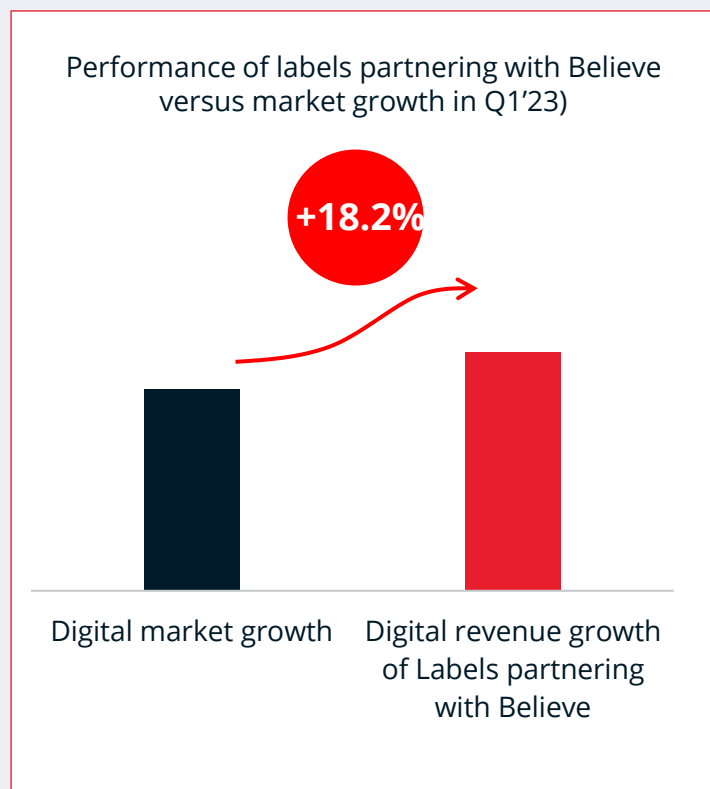 Performance of labels partnering with Believe
versus market growth in Q1’23)
+18.2%
Digital market growth
Digital revenue growth
of Labels partnering
with Believe